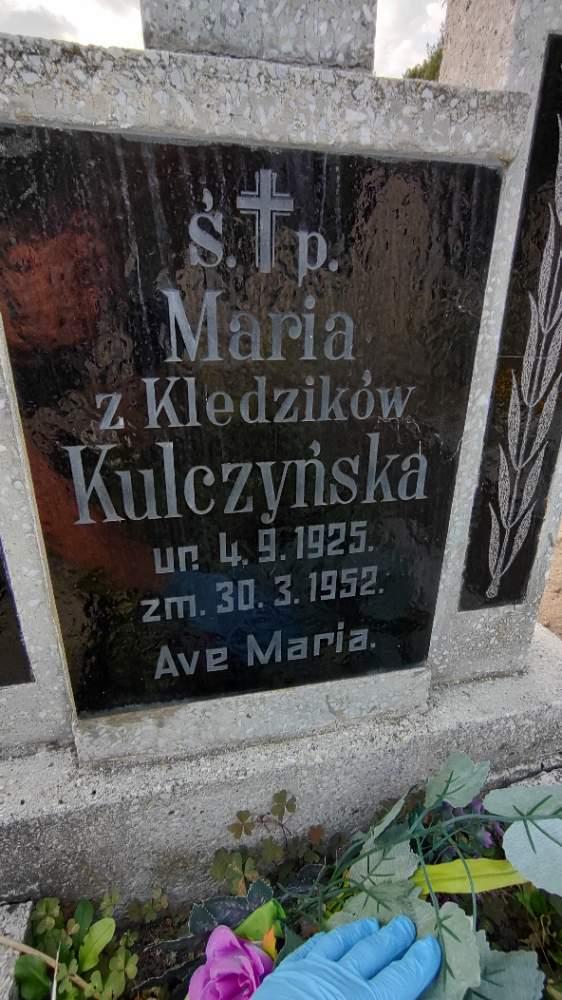 Ś. p.
Maria
z Kledzików
Kulczyńska
ur. 4. 9. 1925.
zm. 30. 3. 1952.
Ave Maria.